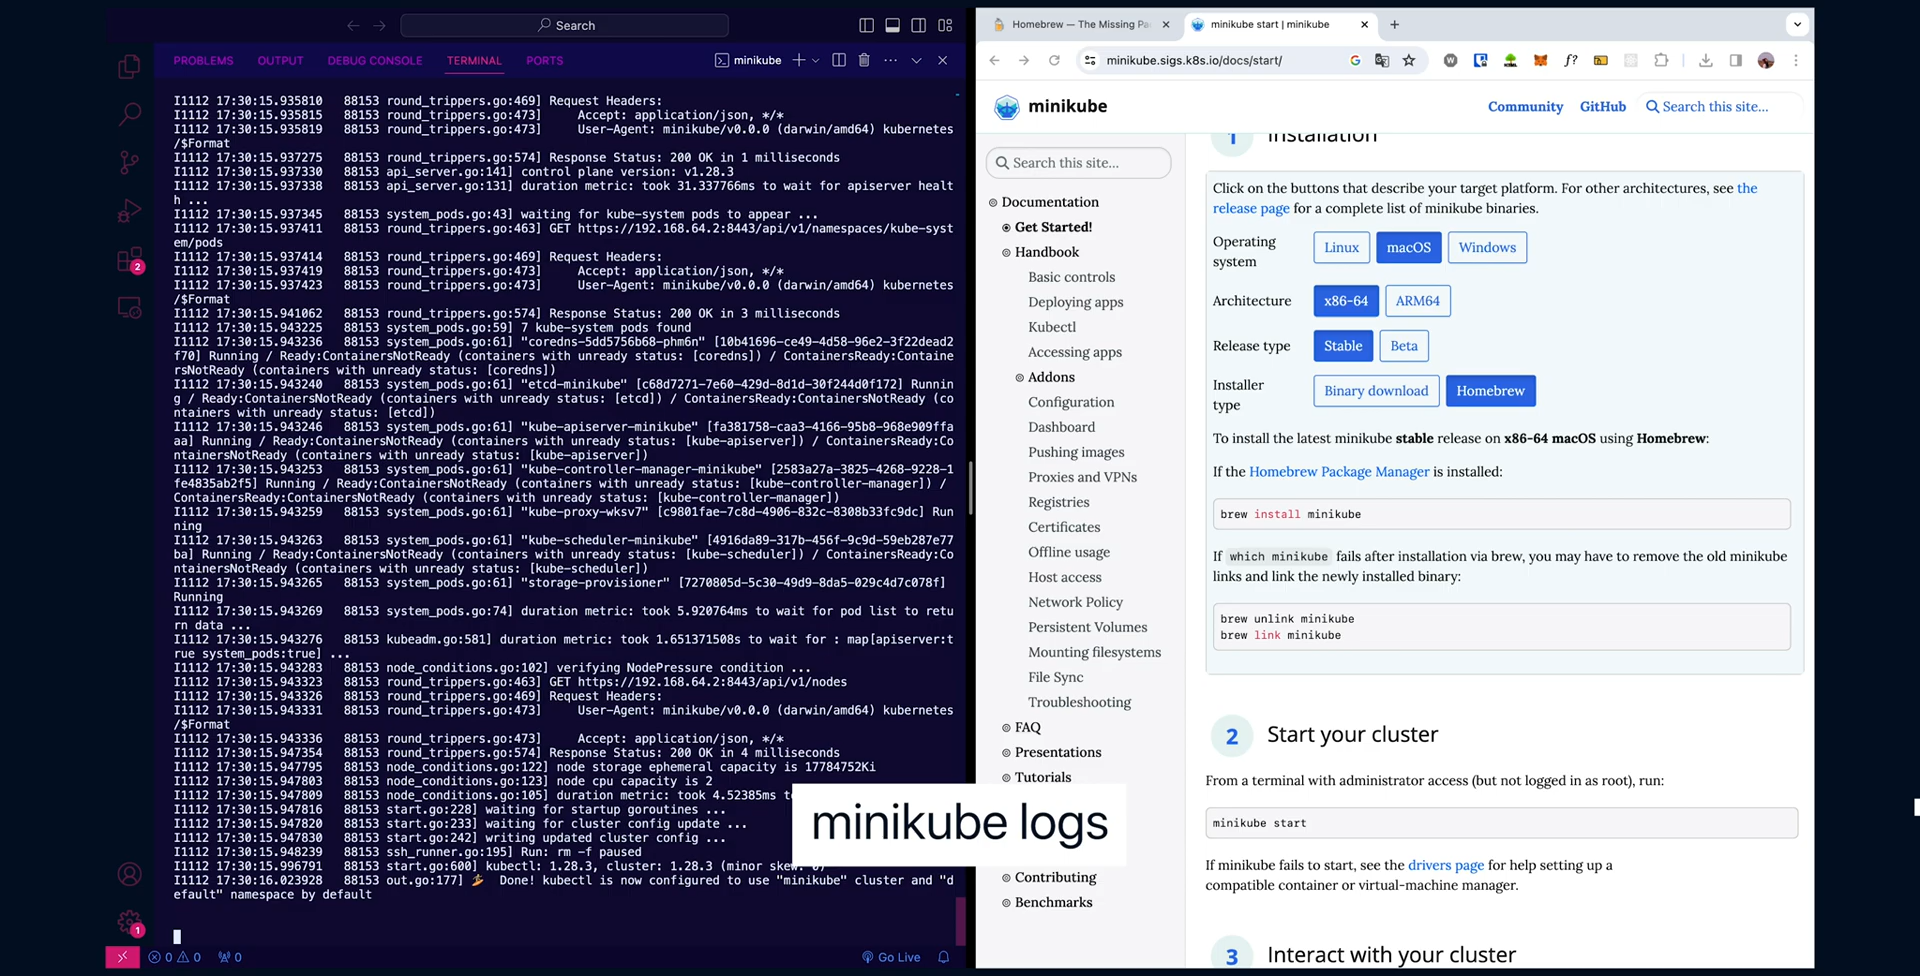 Search
PROBLEMS OUTPUT DEBUG CONSOLE TERMINAL PORTS minikube
I1112 17:30:15.935810 88153 round_trippers.go:469] Request Headers:
I1112 17:30:15.935815 88153 round_trippers.go:473] Accept: application/json, */*
I1112 17:30:15.935819 88153 round_trippers.go:473] User-Agent: minikube/v0.0.0 (darwin/amd64) kubernetes
/$Format
I1112 17:30:15.937275 88153 round_trippers.go:574] Response Status: 200 OK in 1 milliseconds
I1112 17:30:15.937330 88153 api_server.go:141] control plane version: v1.28.3
I1112 17:30:15.937338 88153 api_server.go:131] duration metric: took 31.337766ms to wait for apiserver healt
h ...
I1112 17:30:15.937345 88153 system_pods.go:43] waiting for kube-system pods to appear ...
I1112 17:30:15.937411 88153 round_trippers.go:463] GET https://192.168.64.2:8443/api/v1/namespaces/kube-syst
em/pods
I1112 17:30:15.937414 88153 round_trippers.go:469] Request Headers:
I1112 17:30:15.937419 88153 round_trippers.go:473] Accept: application/json, */*
I1112 17:30:15.937423 88153 round_trippers.go:473] User-Agent: minikube/v0.0.0 (darwin/amd64) kubernetes
/$Format
I1112 17:30:15.941062 88153 round_trippers.go:574] Response Status: 200 OK in 3 milliseconds
I1112 17:30:15.943225 88153 system_pods.go:59] 7 kube-system pods found
I1112 17:30:15.943236 88153 system_pods.go:61] "coredns-5dd5756b68-phm6n" [10b41696-ce49-4d58-96e2-3f22dead2
f70] Running / Ready:ContainersNotReady (containers with unready status: [coredns]) / ContainersReady:Containe
rsNotReady (containers with unready status: [coredns])
I1112 17:30:15.943240 88153 system_pods.go:61] "etcd-minikube" [c68d7271-7e60-429d-8d1d-30f244d0f172] Runnin
g / Ready:ContainersNotReady (containers with unready status: [etcd]) / ContainersReady:ContainersNotReady (co
ntainers with unready status: [etcd])
I1112 17:30:15.943246 88153 system_pods.go:61] "kube-apiserver-minikube" [fa381758-caa3-4166-95b8-968e909ffa
aa] Running / Ready:ContainersNotReady (containers with unready status: [kube-apiserver]) / ContainersReady:Co
ntainersNotReady (containers with unready status: [kube-apiserver])
I1112 17:30:15.943253 88153 system_pods.go:61] "kube-controller-manager-minikube" [2583a27a-3825-4268-9228-1
fe4835ab2f5] Running / Ready:ContainersNotReady (containers with unready status: [kube-controller-manager]) /
ContainersReady:ContainersNotReady (containers with unready status: [kube-controller-manager])
I1112 17:30:15.943259 88153 system_pods.go:61] "kube-proxy-wksv7" [c9801fae-7c8d-4906-832c-8308b33fc9dc] Run
ning
I1112 17:30:15.943263 88153 system_pods.go:61] "kube-scheduler-minikube" [4916da89-317b-456f-9c9d-59eb287e77
ba] Running / Ready:ContainersNotReady (containers with unready status: [kube-scheduler]) / ContainersReady:Co
ntainersNotReady (containers with unready status: [kube-scheduler])
I1112 17:30:15.943265 88153 system_pods.go:61] "storage-provisioner" [7270805d-5c30-49d9-8da5-029c4d7c078f]
Running
I1112 17:30:15.943269 88153 system_pods.go:74] duration metric: took 5.920764ms to wait for pod list to retu
rn data ...
I1112 17:30:15.943276 88153 kubeadm.go:581] duration metric: took 1.651371508s to wait for : map[apiserver:t
rue system_pods:true] ...
I1112 17:30:15.943283 88153 node_conditions.go:102] verifying NodePressure condition ...
I1112 17:30:15.943323 88153 round_trippers.go:463] GET https://192.168.64.2:8443/api/v1/nodes
I1112 17:30:15.943326 88153 round_trippers.go:469] Request Headers:
I1112 17:30:15.943331 88153 round_trippers.go:473] User-Agent: minikube/v0.0.0 (darwin/amd64) kubernetes
/$Format
I1112 17:30:15.943336 88153 round_trippers.go:473] Accept: application/json, */*
I1112 17:30:15.947354 88153 round_trippers.go:574] Response Status: 200 OK in 4 milliseconds
I1112 17:30:15.947795 88153 node_conditions.go:122] node storage ephemeral capacity is 17784752Ki
I1112 17:30:15.947803 88153 node_conditions.go:123] node cpu capacity is 2
I1112 17:30:15.947809 88153 node_conditions.go:105] duration metric: took 4.52385ms t
I1112 17:30:15.947816 88153 start.go:228] waiting for startup goroutines ...
I1112 17:30:15.947820 88153 start.go:233] waiting for cluster config update ...
I1112 17:30:15.947830 88153 start.go:242] writing updated cluster config ...
I1112 17:30:15.948239 88153 ssh_runner.go:195] Run: rm -f paused
I1112 17:30:15.996791 88153 start.go:600] kubectl: 1.28.3, cluster: 1.28.3 (minor skew: 0)
I1112 17:30:16.023928 88153 out.go:177] 🏄 Done! kubectl is now configured to use "minikube" cluster and "d
efault" namespace by default
2
1
0 0 0
Go Live
minikube logs
Homebrew — The Missing Pa
minikube start | minikube
minikube.sigs.k8s.io/docs/start/
minikube
Community GitHub Search this site...
Search this site...
Documentation
Get Started!
Handbook
Basic controls
Deploying apps
Kubectl
Accessing apps
Addons
Configuration
Dashboard
Pushing images
Proxies and VPNs
Registries
Certificates
Offline usage
Host access
Network Policy
Persistent Volumes
Mounting filesystems
File Sync
Troubleshooting
FAQ
Presentations
Tutorials
Contributing
Benchmarks
1 Installation
Click on the buttons that describe your target platform. For other architectures, see the
release page for a complete list of minikube binaries.
Operating system Linux macOS Windows
Architecture x86-64 ARM64
Release type Stable Beta
Installer type Binary download Homebrew
To install the latest minikube stable release on x86-64 macOS using Homebrew:
If the Homebrew Package Manager is installed:
brew install minikube
If which minikube fails after installation via brew, you may have to remove the old minikube
links and link the newly installed binary:
brew unlink minikube
brew link minikube
2 Start your cluster
From a terminal with administrator access (but not logged in as root), run:
minikube start
If minikube fails to start, see the drivers page for help setting up a
compatible container or virtual-machine manager.
3 Interact with your cluster